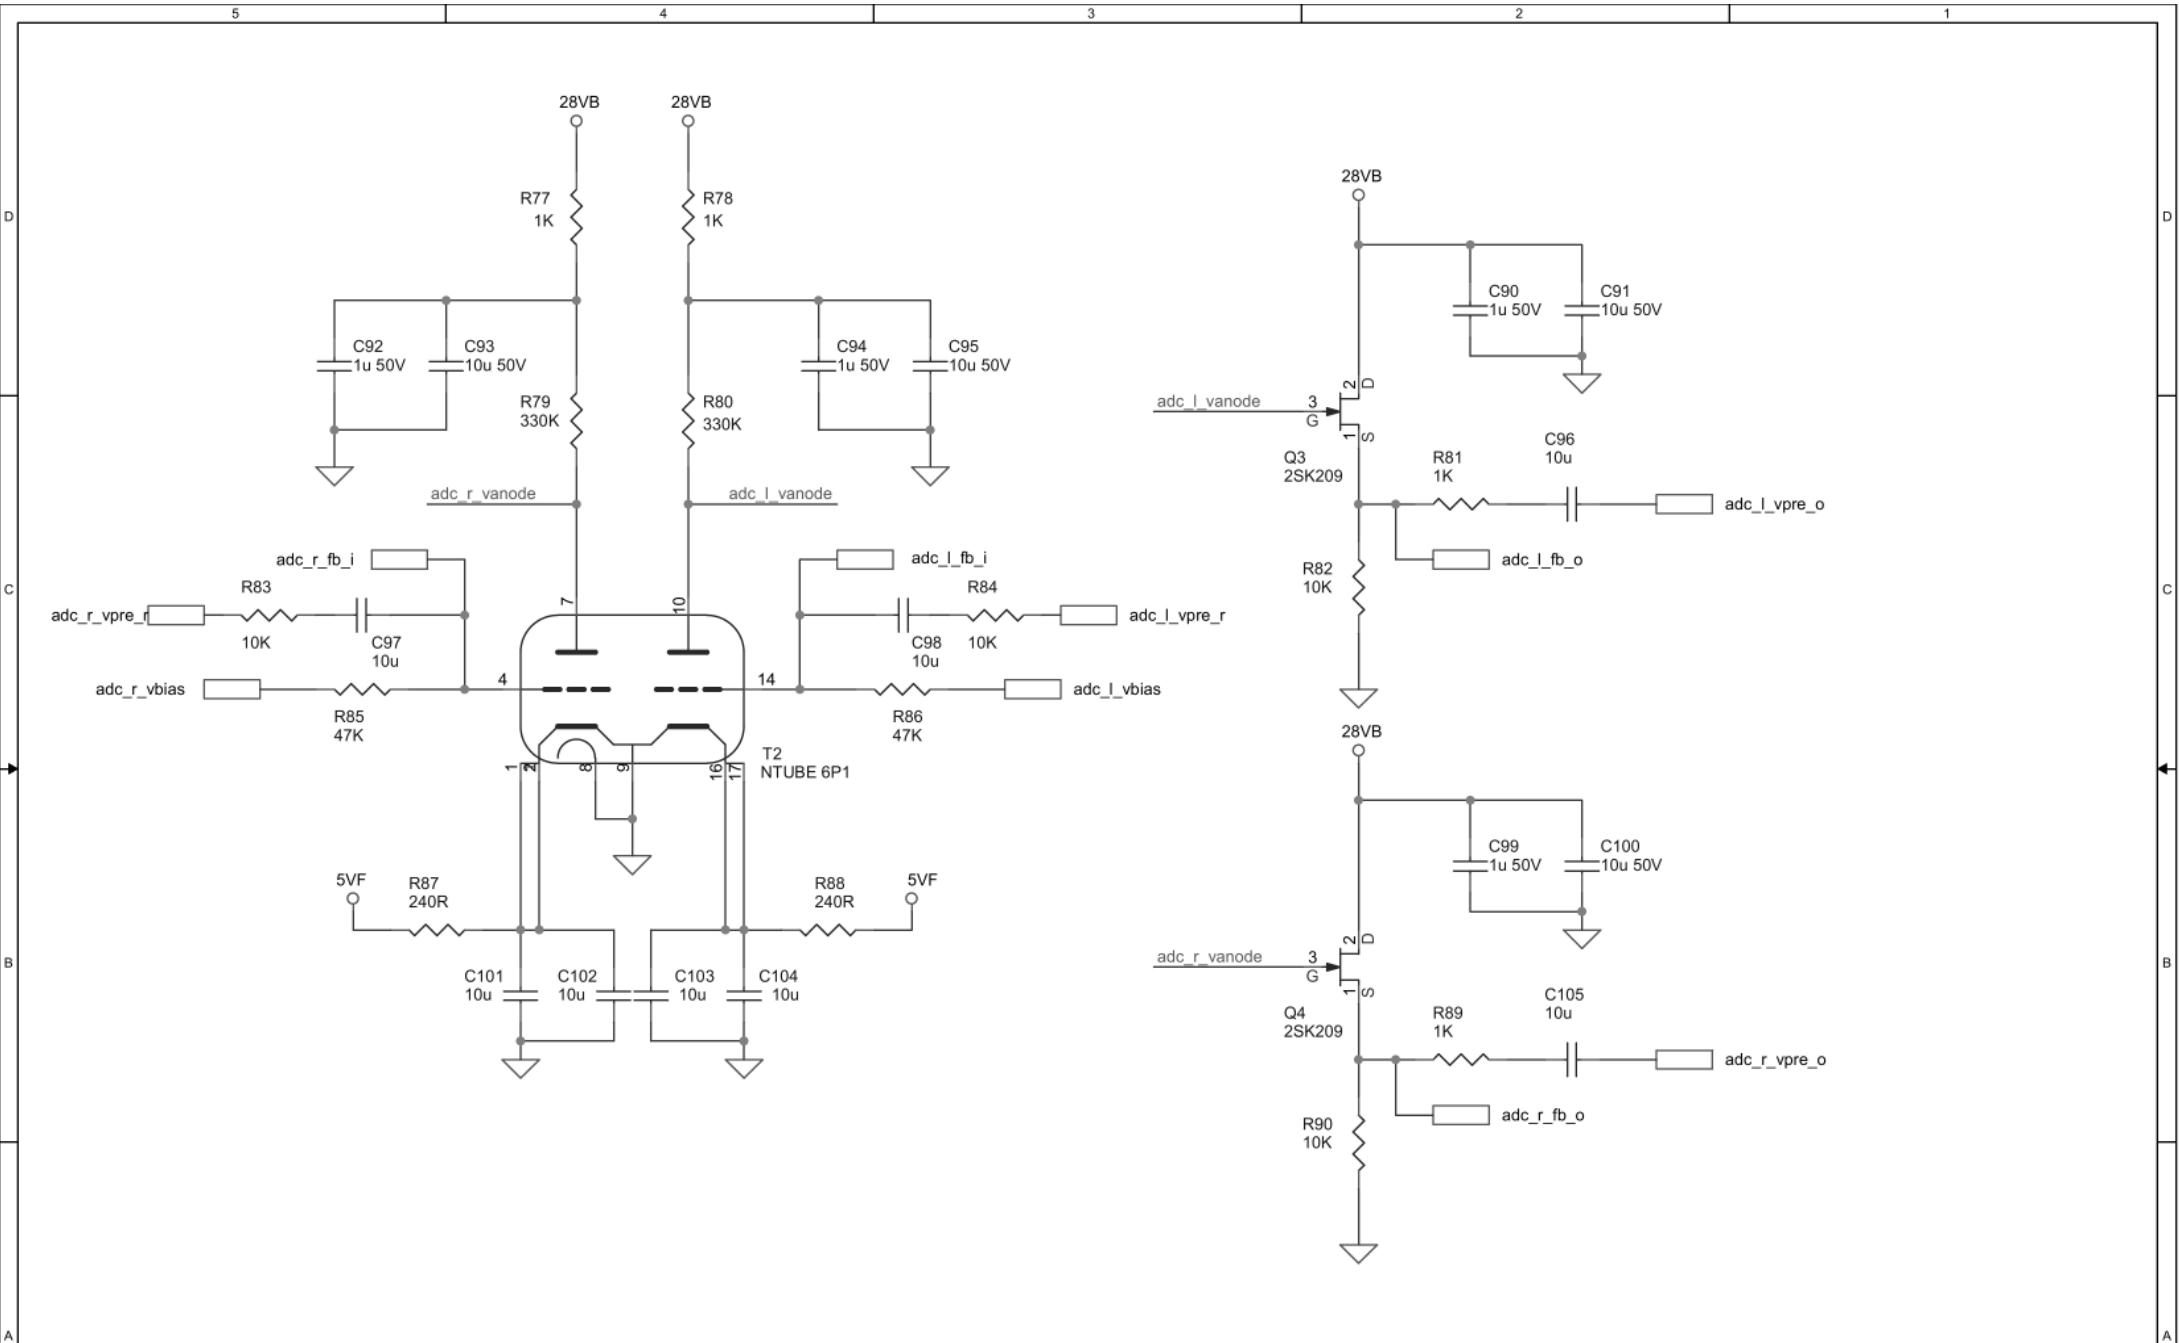 5 4 3 2 1
28VB 28VB
28VB
R77
1K
R78
1K
D D
C90
1u 50V
C91
10u 50V
C92
1u 50V
C93
10u 50V
C94
1u 50V
C95
10u 50V
R79
330K
R80
330K
adc_l_vanode
3
G
2
D
1
S
Q3
2SK209
R81
1K
C96
10u
adc_r_vanode adc_l_vanode
adc_l_vpre_o
adc_r_fb_i adc_l_fb_i
adc_l_fb_o
R82
10K
C C
R83
10K
R84
10K
adc_r_vpre_r
adc_l_vpre_r
C97
10u
C98
10u
7 10
4 14
adc_r_vbias adc_l_vbias
R85
47K
R86
47K
28VB
T2
NTUBE 6P1
1 2 8 9 16 17
C99
1u 50V
C100
10u 50V
5VF
R87
240R
R88
240R
5VF
adc_r_vanode
3
G
2
D
1
S
B B
C101
10u
C102
10u
C103
10u
C104
10u
Q4
2SK209
R89
1K
C105
10u
adc_r_vpre_o
adc_r_fb_o
R90
10K
A A